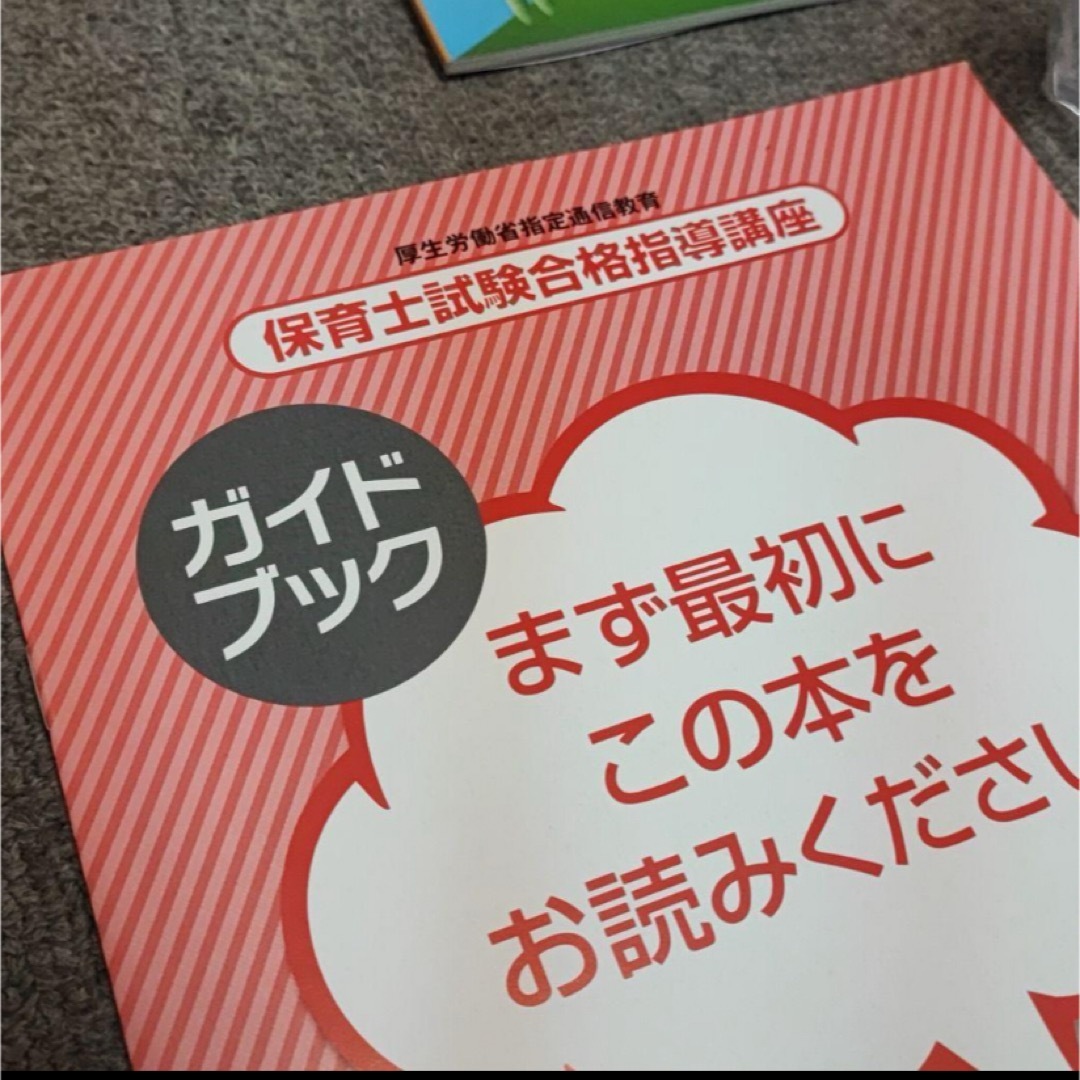 厚生労働省指定通信教育
保育士試験合格指導講座
ガイド
ブック
まず最初に
この本を
お読みください